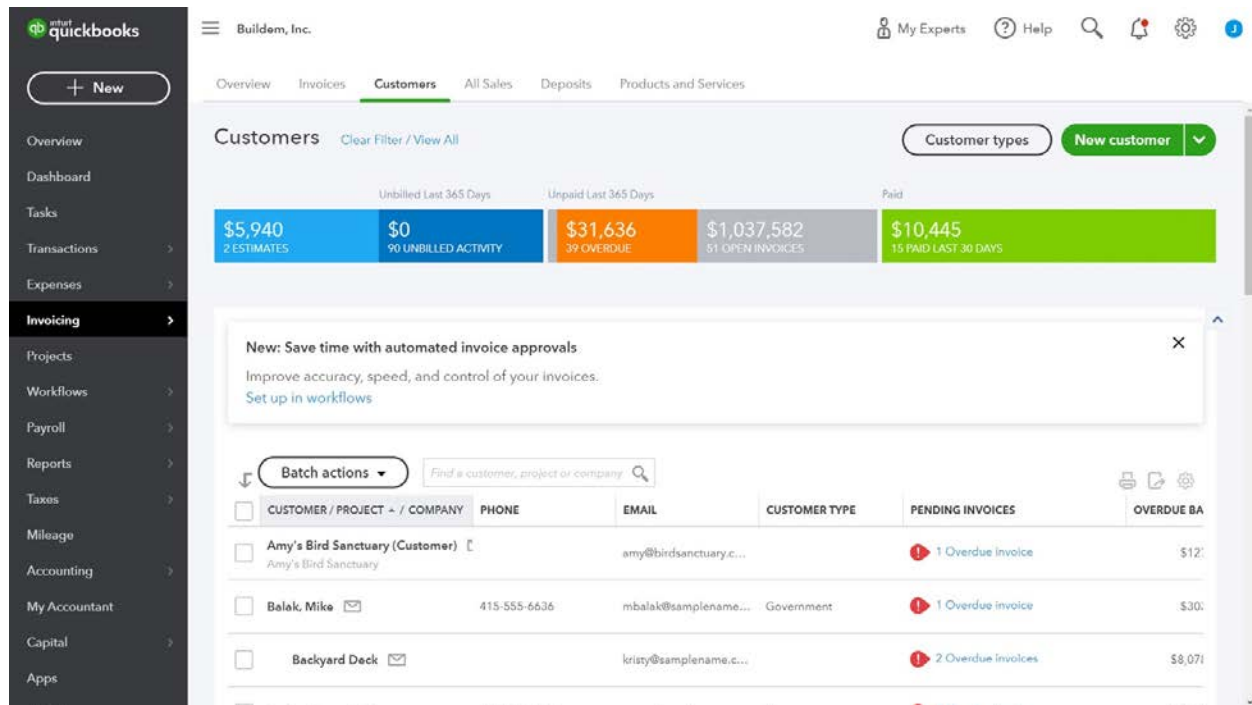 intuit
quickbooks
Buildem, Inc.
My Experts
Help
J
+ New
Overview
Invoices
Customers
All Sales
Deposits
Products and Services
Overview
Dashboard
Tasks
Transactions
Expenses
Invoicing
Projects
Workflows
Payroll
Reports
Taxes
Mileage
Accounting
My Accountant
Capital
Apps
Customers
Clear Filter / View All
Customer types
New customer
Unbilled Last 365 Days
Unpaid Last 365 Days
Paid
$5,940
2 ESTIMATES
$0
90 UNBILLED ACTIVITY
$31,636
39 OVERDUE
$1,037,582
51 OPEN INVOICES
$10,445
15 PAID LAST 30 DAYS
New: Save time with automated invoice approvals
Improve accuracy, speed, and control of your invoices.
Set up in workflows
Batch actions
Find a customer, project or company
CUSTOMER / PROJECT / COMPANY PHONE EMAIL CUSTOMER TYPE PENDING INVOICES OVERDUE BA
Amy's Bird Sanctuary (Customer)
Amy's Bird Sanctuary
amy@birdsanctuary.c...
1 Overdue invoice
Balak, Mike 415-555-6636 mbalak@samplename... Government 1 Overdue invoice
Backyard Deck kristy@samplename.c... 2 Overdue invoices